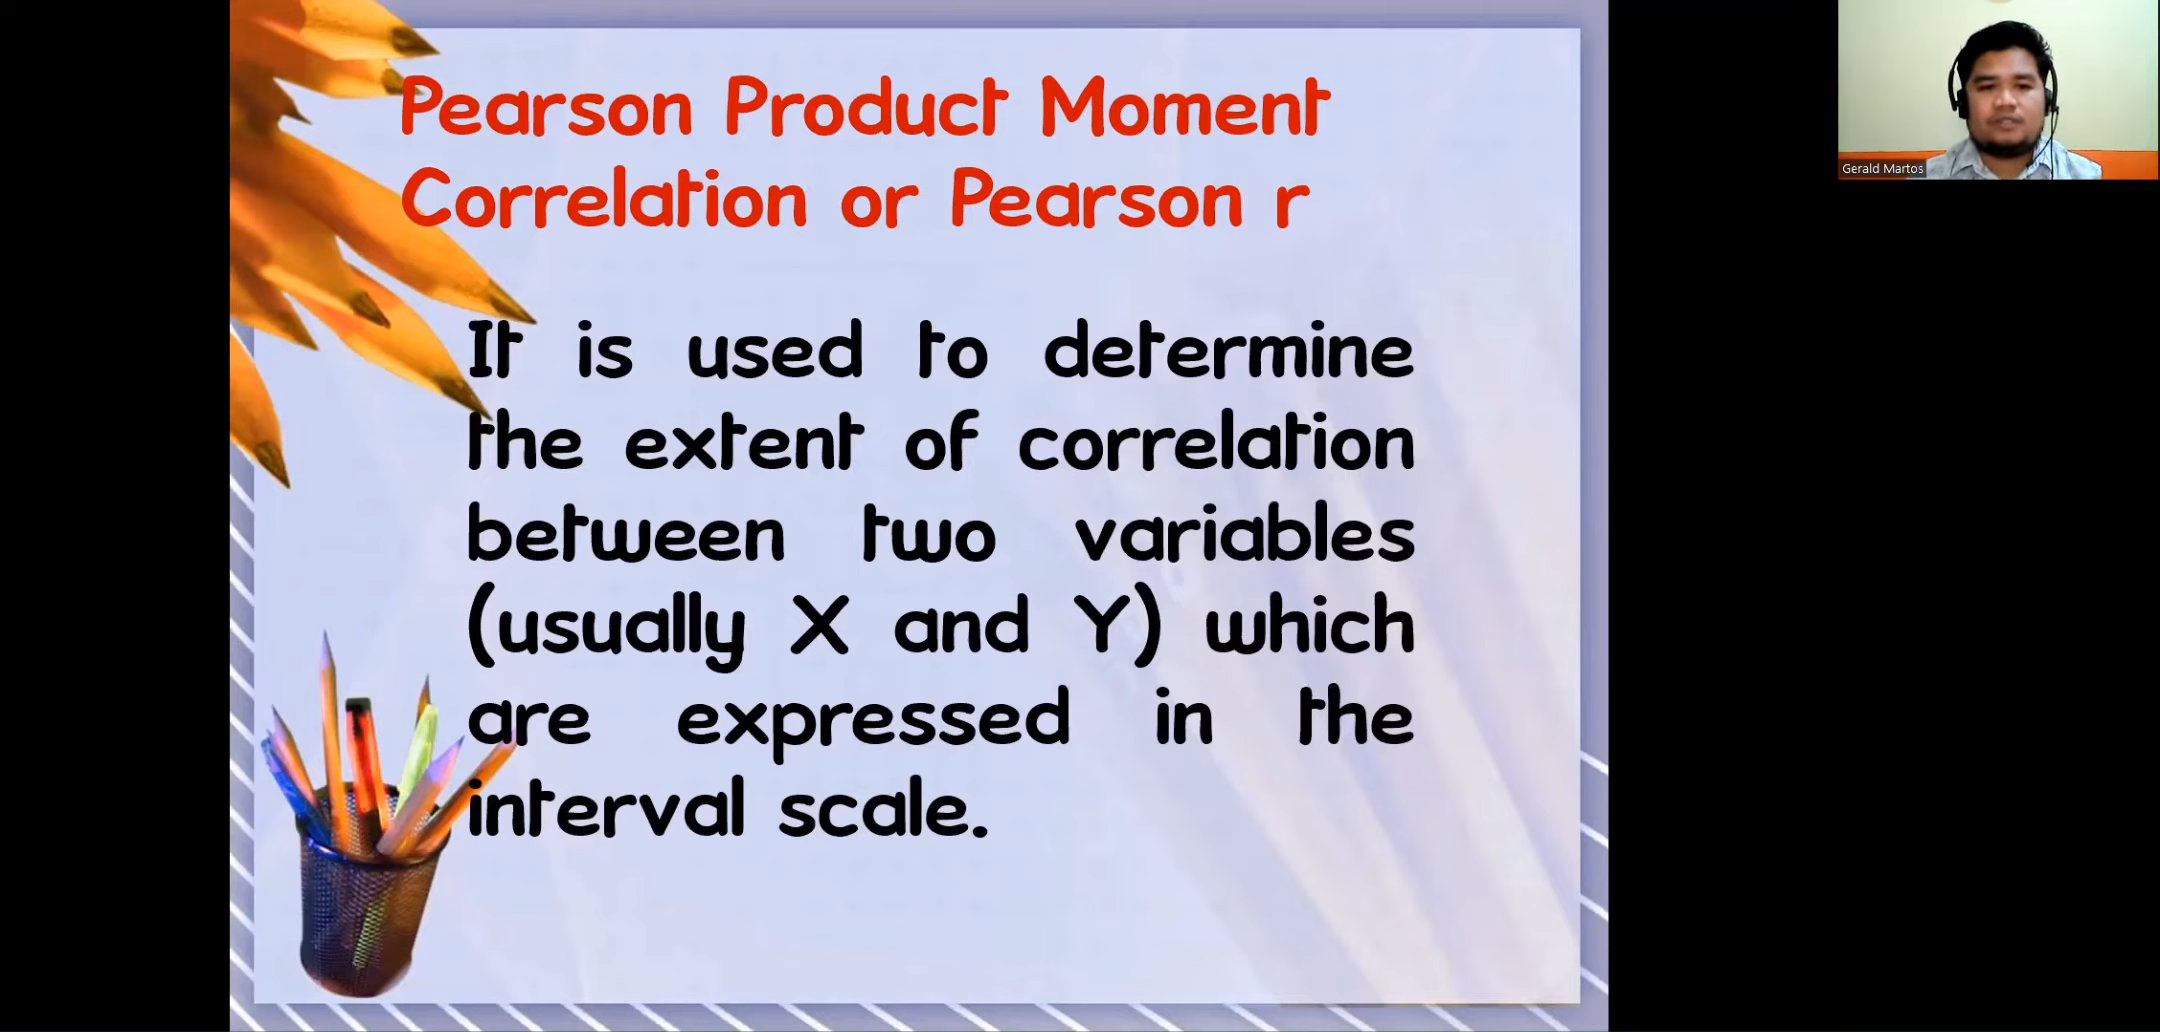 Pearson Product Moment
Correlation or Pearson r
It is used to determine
the extent of correlation
between two variables
(usually X and Y) which
are expressed in the
interval scale.
Gerald Martos